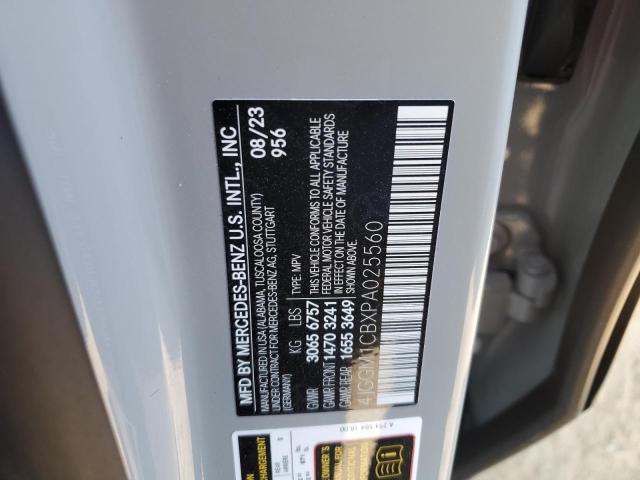 MFD BY MERCEDES-BENZ U.S. INTL., INC
MANUFACTURED IN USA (ALABAMA, TUSCALOOSA COUNTY)
UNDER CONTRACT FOR MERCEDES-BENZ AG, STUTTGART
08/23
956
KG LBS TYPE: MPV
GVWR 3065 6757
GAWR FRONT 1470 3241
GAWR REAR 1655 3649
THIS VEHICLE CONFORMS TO ALL APPLICABLE
FEDERAL MOTOR VEHICLE SAFETY STANDARDS
IN EFFECT ON THE DATE OF MANUFACTURE
SHOWN ABOVE.
4JGGM1CBXPA025560
CHARGEMENT
OWNER'S